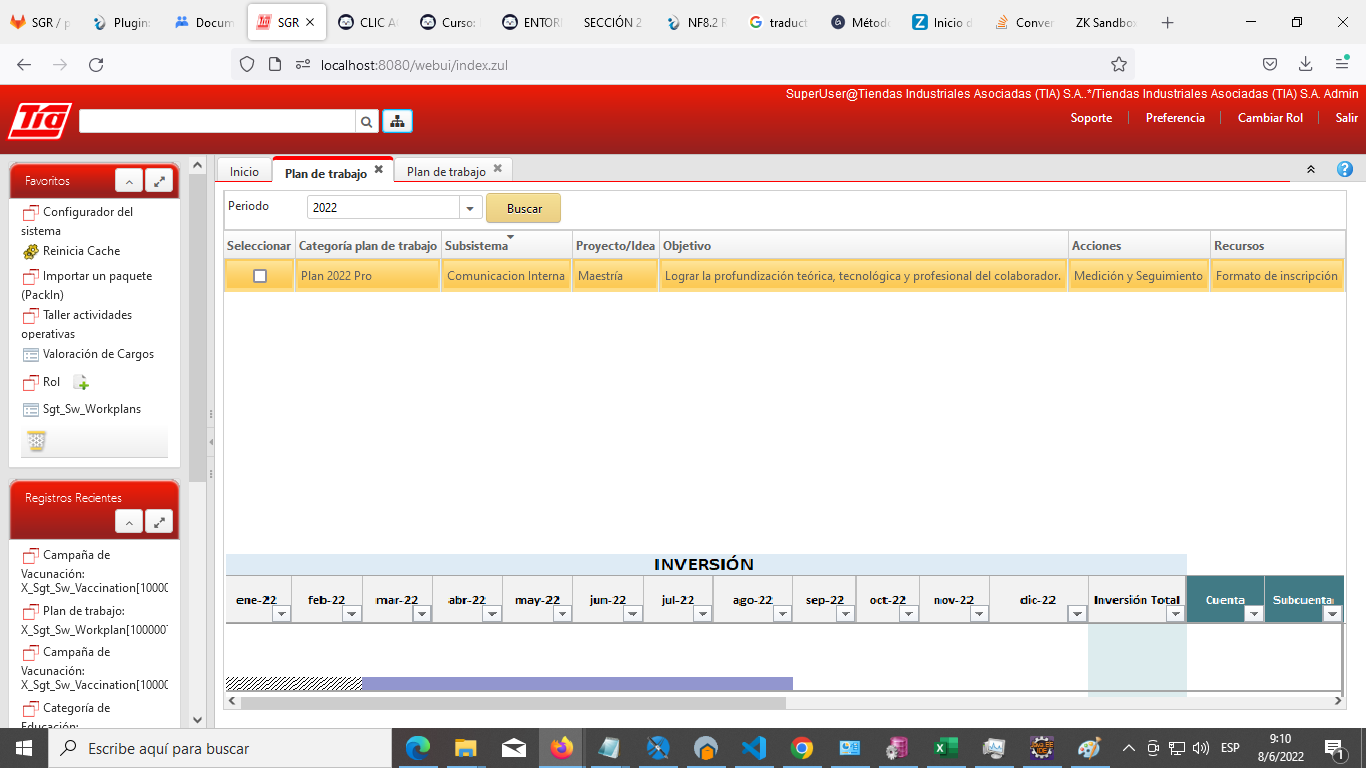 SGR / p
Plugin:
Docum
SGR
CLIC A
Curso:
ENTORI
SECCIÓN 2
NF8.2 R
traduct
Método
Inicio d
Conver
ZK Sandbo
localhost:8080/webui/index.zul
SuperUser@Tiendas Industriales Asociadas (TIA) S.A..*/Tiendas Industriales Asociadas (TIA) S.A. Admin
TIA
Soporte | Preferencia | Cambiar Rol | Salir
Favoritos
Configurador del
sistema
Reinicia Cache
Importar un paquete
(PackIn)
Taller actividades
operativas
Valoración de Cargos
Rol
Sgt_Sw_Workplans
Registros Recientes
Campaña de
Vacunación:
X_Sgt_Sw_Vaccination[10000
Plan de trabajo:
X_Sgt_Sw_Workplan[100000
Campaña de
Vacunación:
X_Sgt_Sw_Vaccination[10000
Categoría de
Educación:
Inicio
Plan de trabajo
Plan de trabajo
Periodo 2022 Buscar
Seleccionar Categoría plan de trabajo Subsistema Proyecto/Idea Objetivo Acciones Recursos
Plan 2022 Pro Comunicacion Interna Maestría Lograr la profundización teórica, tecnológica y profesional del colaborador. Medición y Seguimiento Formato de inscripción
INVERSIÓN
ene-22 feb-22 mar-22 abr-22 may-22 jun-22 jul-22 ago-22 sep-22 oct-22 nov-22 dic-22 Inversión Total Cuenta Subcuenta
Escribe aquí para buscar
ESP
9:10
8/6/2022
1